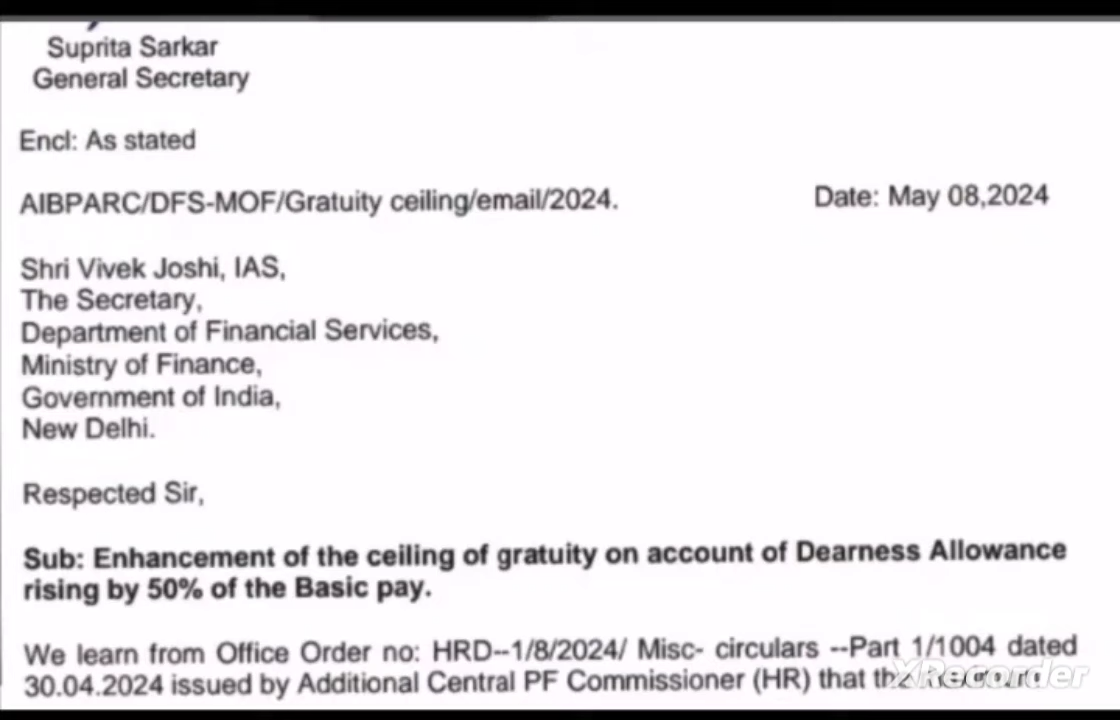 Suprita Sarkar
General Secretary
Encl: As stated
AIBPARC/DFS-MOF/Gratuity ceiling/email/2024. Date: May 08,2024
Shri Vivek Joshi, IAS,
The Secretary,
Department of Financial Services,
Ministry of Finance,
Government of India,
New Delhi.
Respected Sir,
Sub: Enhancement of the ceiling of gratuity on account of Dearness Allowance
rising by 50% of the Basic pay.
We learn from Office Order no: HRD--1/8/2024/ Misc- circulars --Part 1/1004 dated
30.04.2024 issued by Additional Central PF Commissioner (HR) that
XRecorder